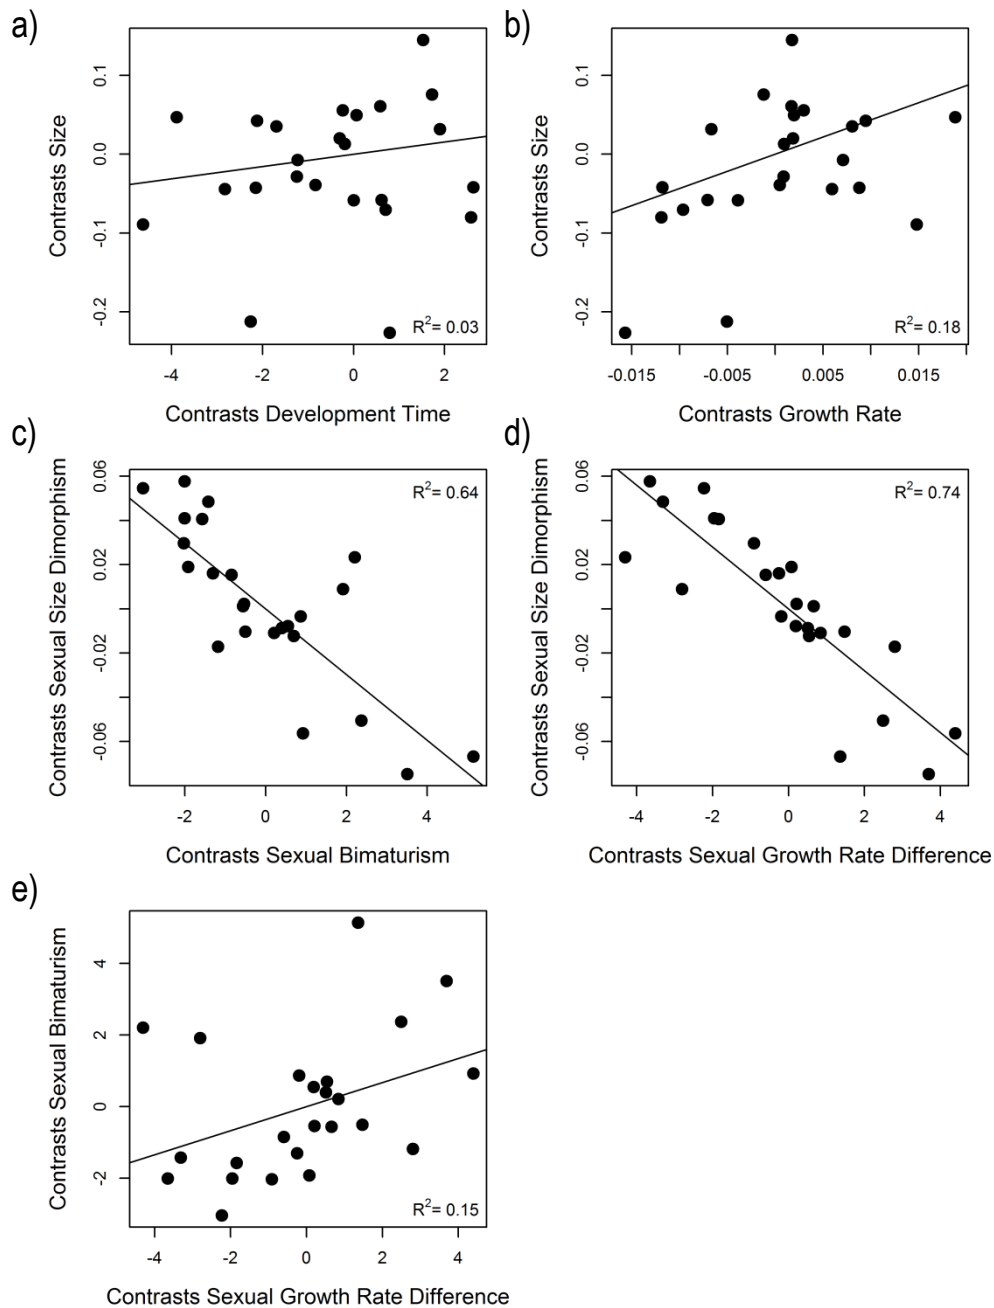 a)
Contrasts Size
0.1
0.0
-0.1
-0.2
R²= 0.03
-4 -2 0 2
Contrasts Development Time
b)
Contrasts Size
0.1
0.0
-0.1
-0.2
R²= 0.18
-0.015 -0.005 0.005 0.015
Contrasts Growth Rate
c)
Contrasts Sexual Size Dimorphism
0.06
0.02
-0.02
-0.06
R²= 0.64
-2 0 2 4
Contrasts Sexual Bimaturism
d)
Contrasts Sexual Size Dimorphism
0.06
0.02
-0.02
-0.06
R²= 0.74
-4 -2 0 2 4
Contrasts Sexual Growth Rate Difference
e)
Contrasts Sexual Bimaturism
4
2
0
-2
R²= 0.15
-4 -2 0 2 4
Contrasts Sexual Growth Rate Difference